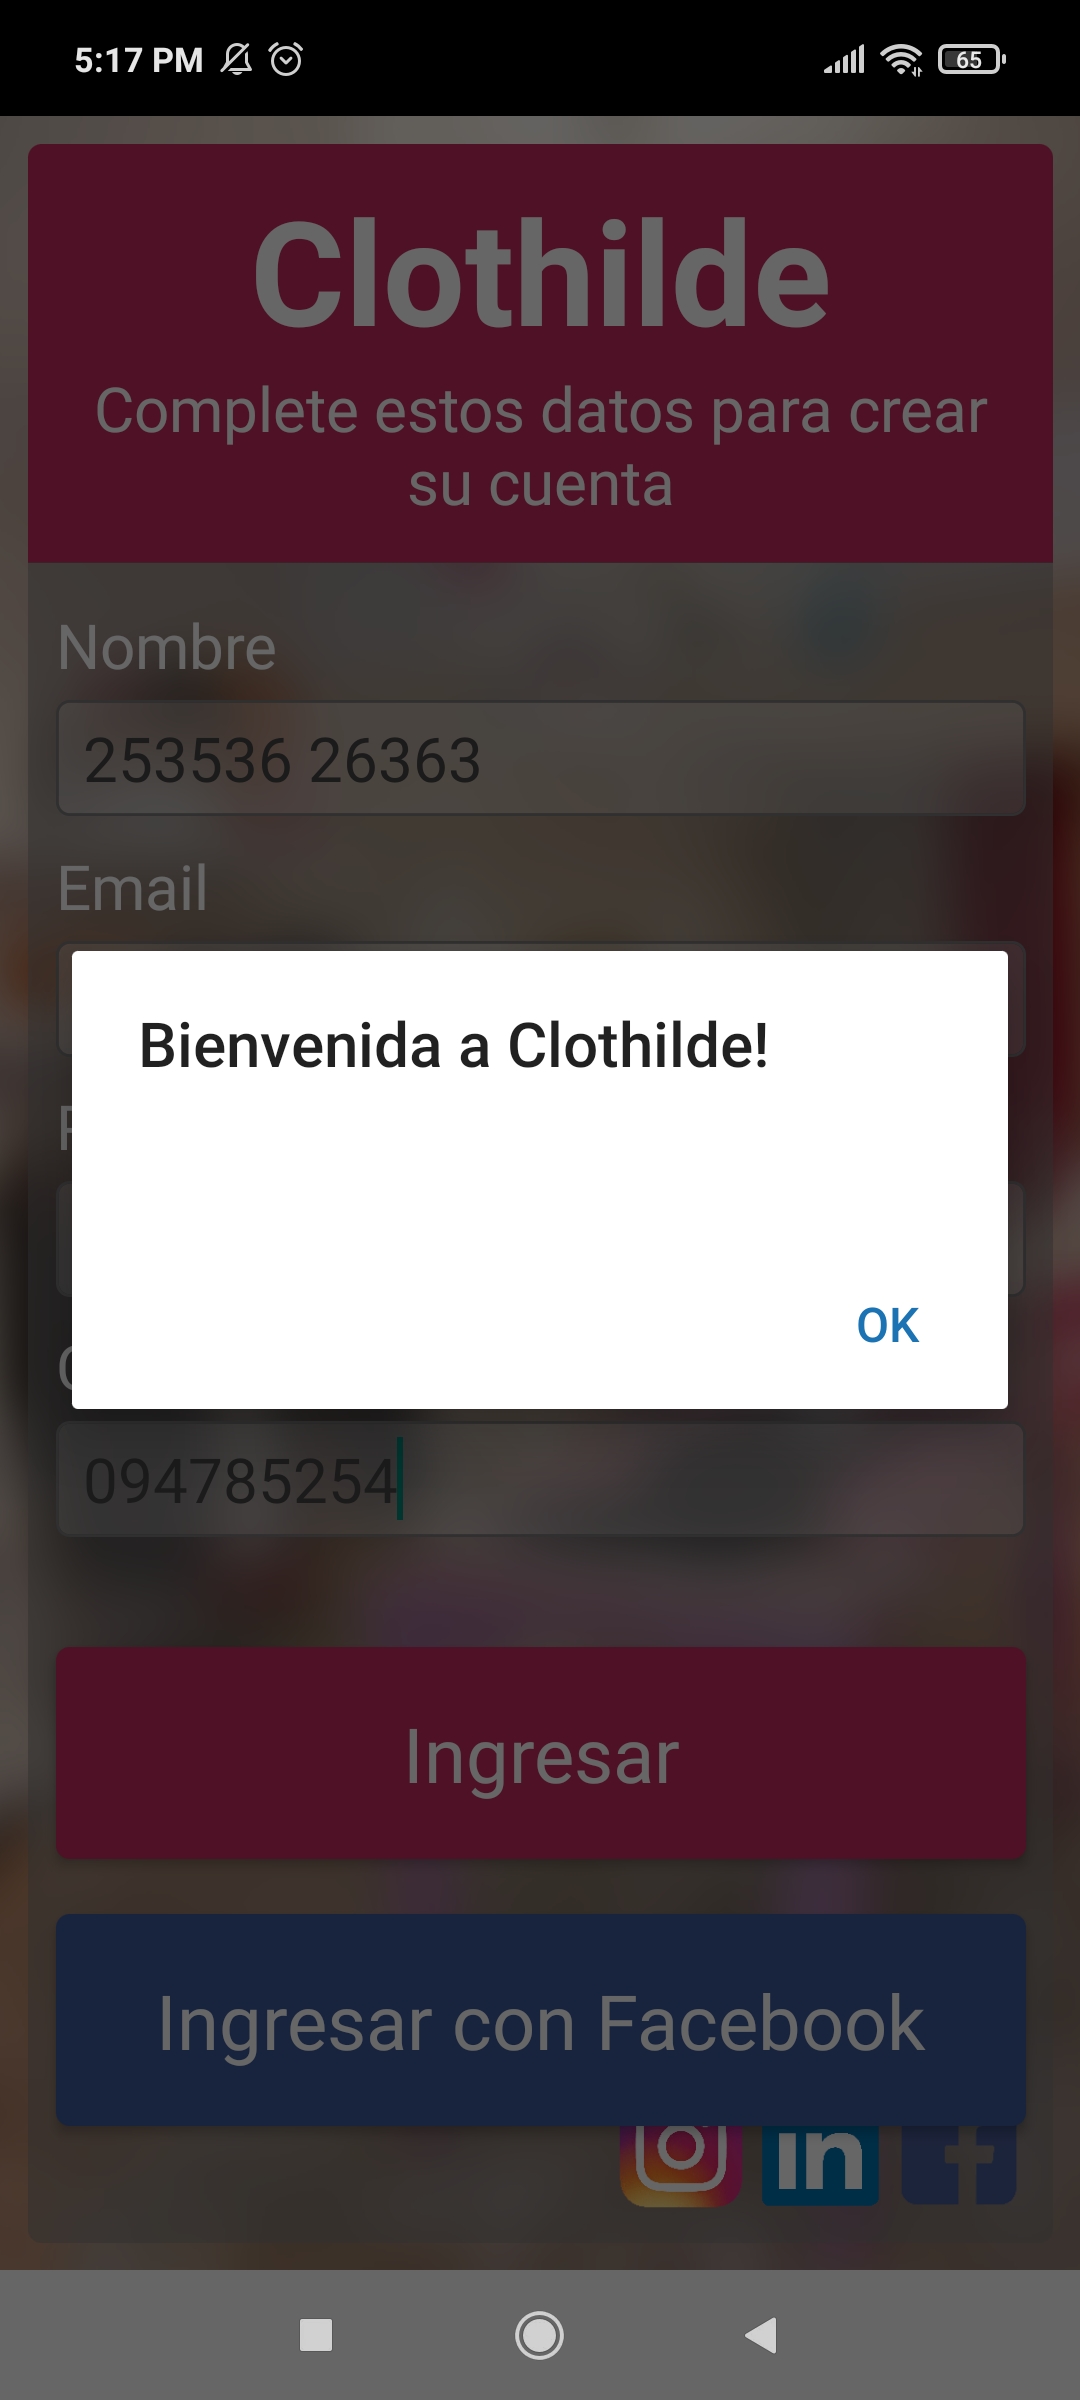 5:17 PM
65
Clothilde
Complete estos datos para crear
su cuenta
Nombre
253536 26363
Email
Bienvenida a Clothilde!
OK
094785254
Ingresar
Ingresar con Facebook
in